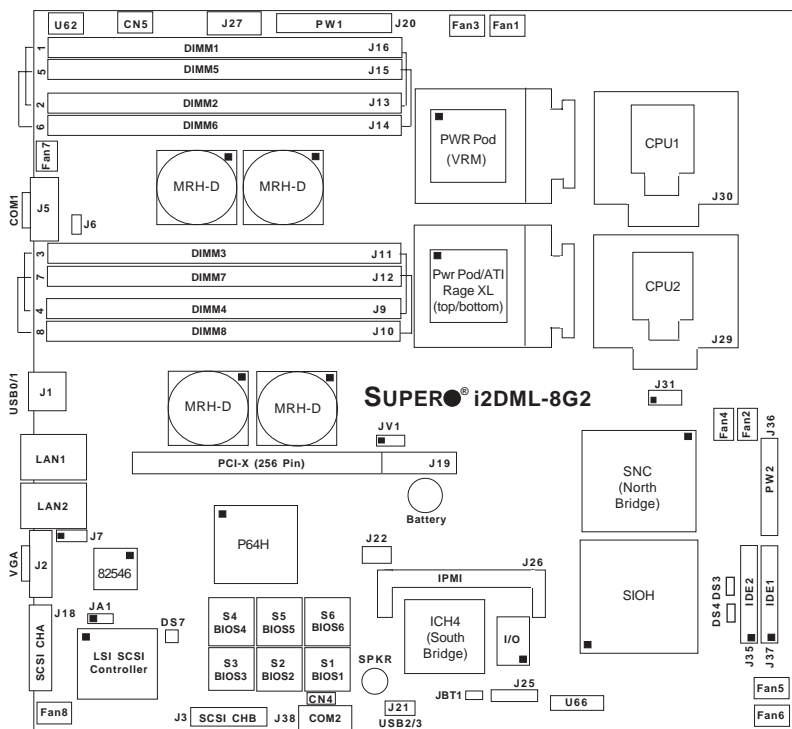 U62
CN5
J27
PW1
J20
Fan3
Fan1
1
DIMM1
J16
5
DIMM5
J15
2
DIMM2
J13
6
DIMM6
J14
Fan7
PWR Pod
(VRM)
CPU1
J30
MRH-D
MRH-D
COM1
J5
J6
3
DIMM3
J11
7
DIMM7
J12
4
DIMM4
J9
8
DIMM8
J10
Pwr Pod/ATI
Rage XL
(top/bottom)
CPU2
J29
USB0/1
J1
MRH-D
MRH-D
SUPER® i2DML-8G2
J31
JV1
Fan4
Fan2
J36
LAN1
PCI-X (256 Pin)
J19
SNC
(North
Bridge)
PW2
LAN2
Battery
J7
P64H
VGA
J2
82546
J22
J26
IPMI
SIOH
DS3
DS4
IDE2
IDE1
J35
J37
J18
JA1
DS7
SCSI CHA
LSI SCSI
Controller
S4
BIOS4
S5
BIOS5
S6
BIOS6
S3
BIOS3
S2
BIOS2
S1
BIOS1
ICH4
(South
Bridge)
I/O
SPKR
CN4
JBT1
J25
U66
Fan5
Fan6
Fan8
J3
SCSI CHB
J38
COM2
J21
USB2/3